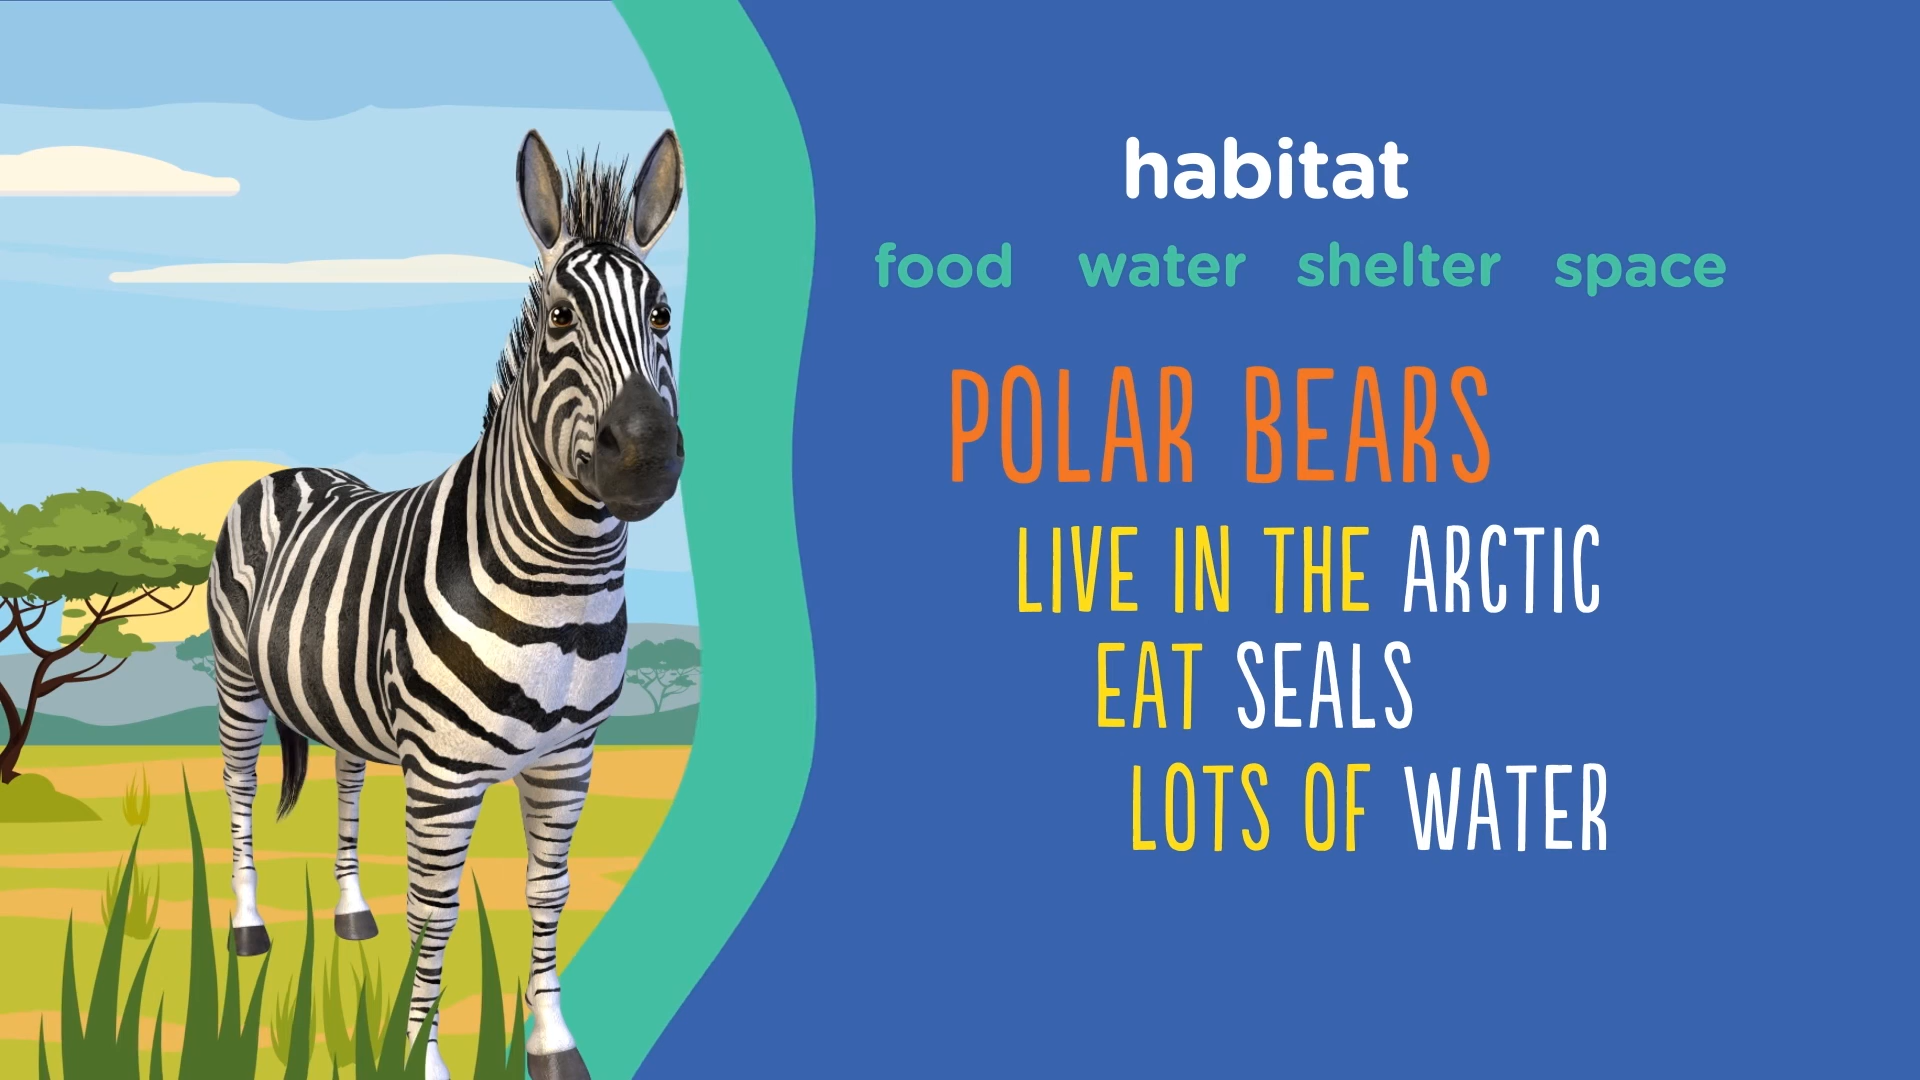 habitat
food water shelter space
POLAR BEARS
LIVE IN THE ARCTIC
EAT SEALS
LOTS OF WATER